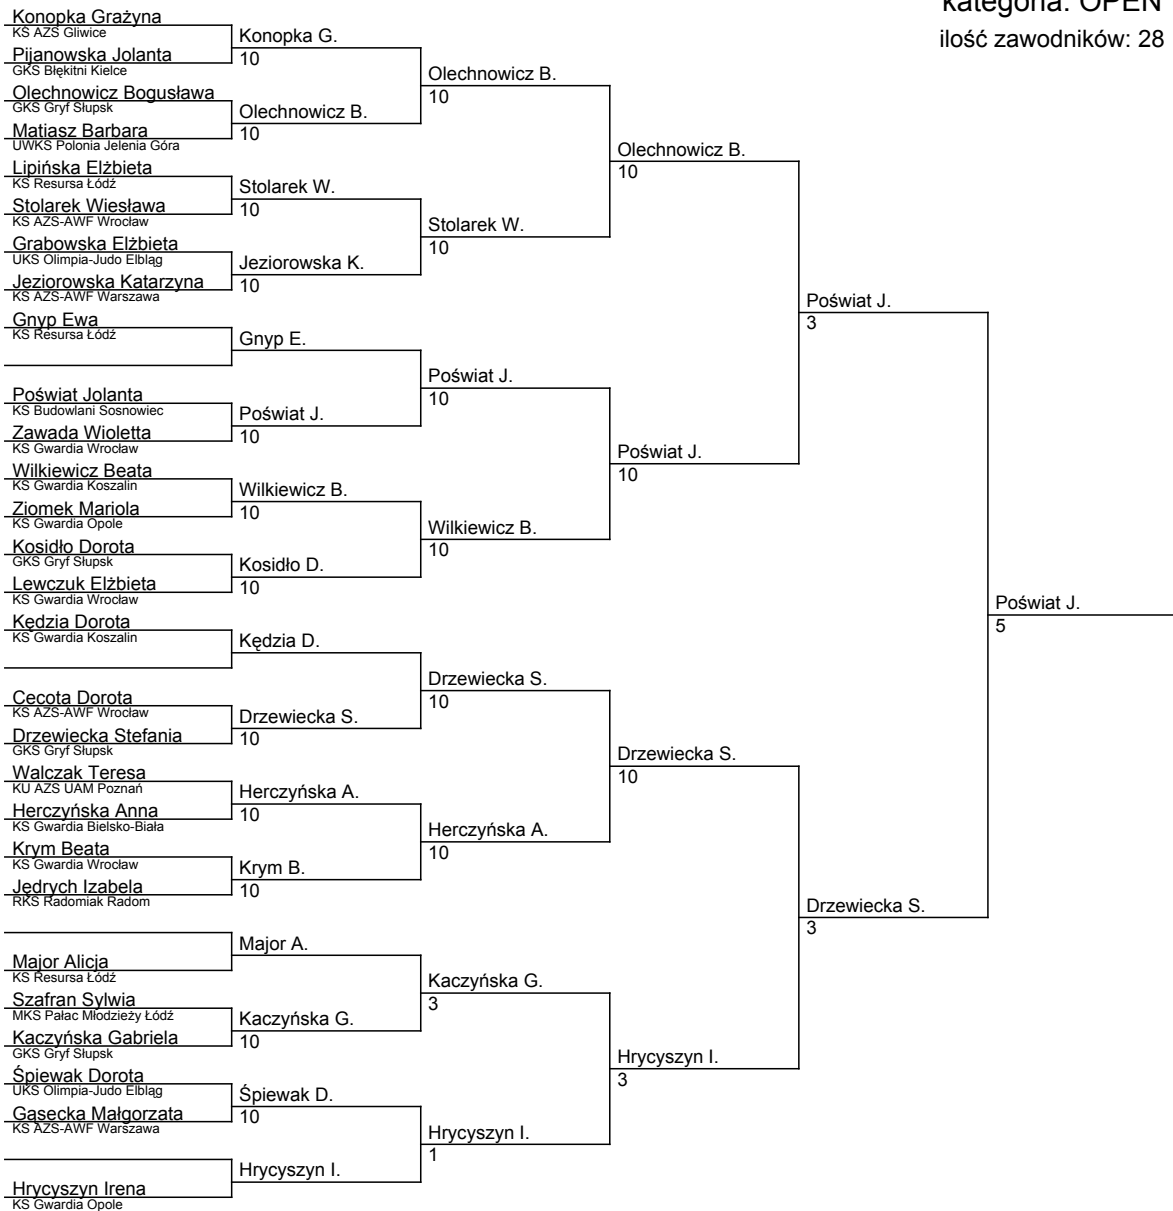 kategoria: OPEN
ilość zawodników: 28
Konopka Grażyna
KS AZS Gliwice
Pijanowska Jolanta
GKS Błękitni Kielce
Olechnowicz Bogusława
GKS Gryf Słupsk
Matiasz Barbara
UWKS Polonia Jelenia Góra
Lipińska Elżbieta
KS Resursa Łódź
Stolarek Wiesława
KS AZS-AWF Wrocław
Grabowska Elżbieta
UKS Olimpia-Judo Elbląg
Jeziorowska Katarzyna
KS AZS-AWF Warszawa
Gnyp Ewa
KS Resursa Łódź
Poświat Jolanta
KS Budowlani Sosnowiec
Zawada Wioletta
KS Gwardia Wrocław
Wilkiewicz Beata
KS Gwardia Koszalin
Ziomek Mariola
KS Gwardia Opole
Kosidło Dorota
GKS Gryf Słupsk
Lewczuk Elżbieta
KS Gwardia Wrocław
Kędzia Dorota
KS Gwardia Koszalin
Cecota Dorota
KS AZS-AWF Wrocław
Drzewiecka Stefania
GKS Gryf Słupsk
Walczak Teresa
KU AZS UAM Poznań
Herczyńska Anna
KS Gwardia Bielsko-Biała
Krym Beata
KS Gwardia Wrocław
Jędrych Izabela
RKS Radomiak Radom
Major Alicja
KS Resursa Łódź
Szafran Sylwia
MKS Pałac Młodzieży Łódź
Kaczyńska Gabriela
GKS Gryf Słupsk
Śpiewak Dorota
UKS Olimpia-Judo Elbląg
Gąsecka Małgorzata
KS AZS-AWF Warszawa
Hrycyszyn Irena
KS Gwardia Opole
Konopka G.
10
Olechnowicz B.
10
Stolarek W.
10
Jeziorowska K.
10
Gnyp E.
Poświat J.
10
Wilkiewicz B.
10
Kosidło D.
10
Kędzia D.
Drzewiecka S.
10
Herczyńska A.
10
Krym B.
10
Major A.
Kaczyńska G.
10
Śpiewak D.
10
Hrycyszyn I.
Olechnowicz B.
10
Stolarek W.
10
Poświat J.
10
Wilkiewicz B.
10
Drzewiecka S.
10
Herczyńska A.
10
Kaczyńska G.
3
Hrycyszyn I.
1
Olechnowicz B.
10
Poświat J.
10
Drzewiecka S.
10
Hrycyszyn I.
3
Poświat J.
3
Drzewiecka S.
3
Poświat J.
5